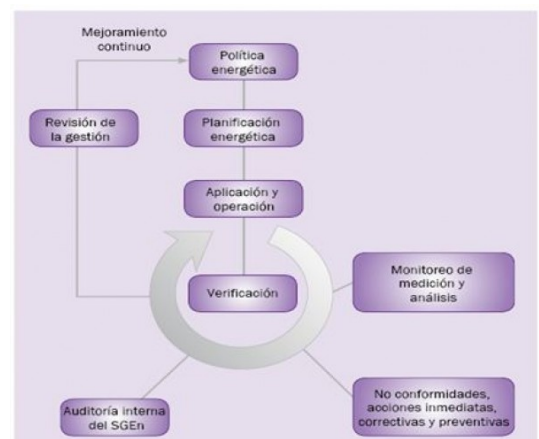 Mejoramiento
continuo
Política
energética
Revisión de
la gestión
Planificación
energética
Aplicación y
operación
Verificación
Monitoreo de
medición y
análisis
Auditoría interna
del SGEn
No conformidades,
acciones inmediatas,
correctivas y preventivas